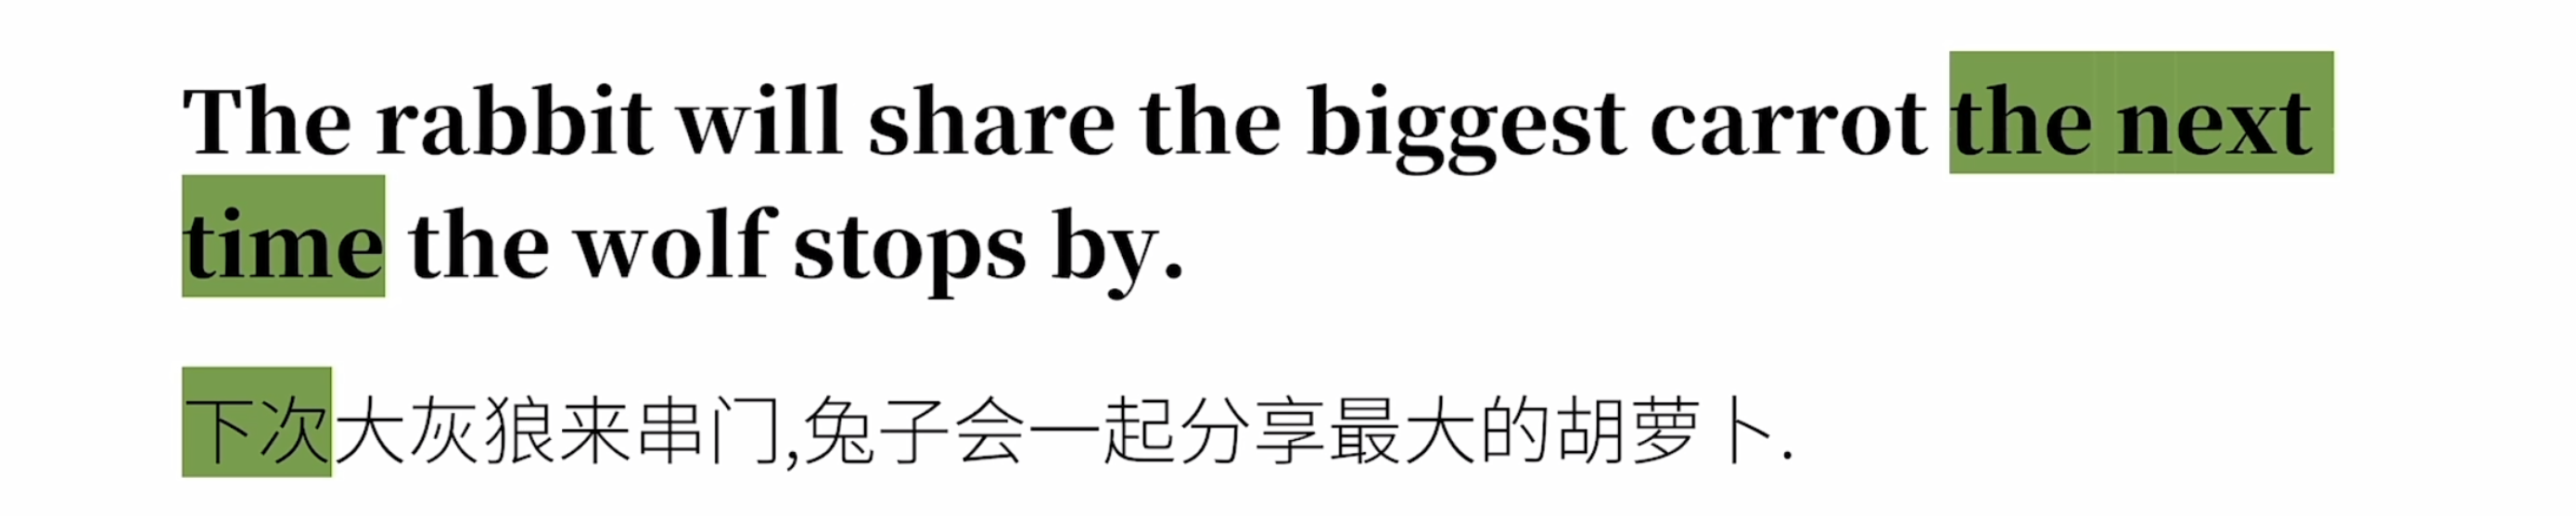 The rabbit will share the biggest carrot the next
time the wolf stops by.
下次大灰狼来串门,兔子会一起分享最大的胡萝卜.